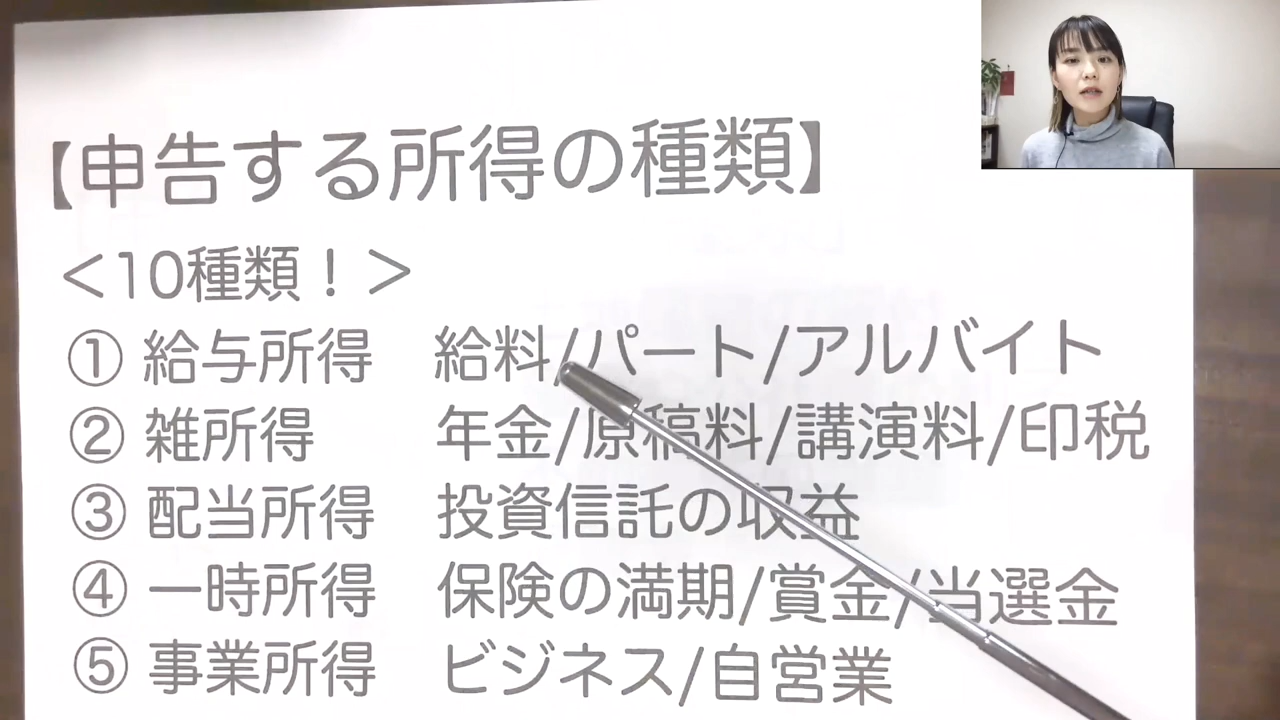 【申告する所得の種類】
＜10種類！＞
① 給与所得 給料/パート/アルバイト
② 雑所得 年金/原稿料/講演料/印税
③ 配当所得 投資信託の収益
④ 一時所得 保険の満期/賞金/当選金
⑤ 事業所得 ビジネス/自営業